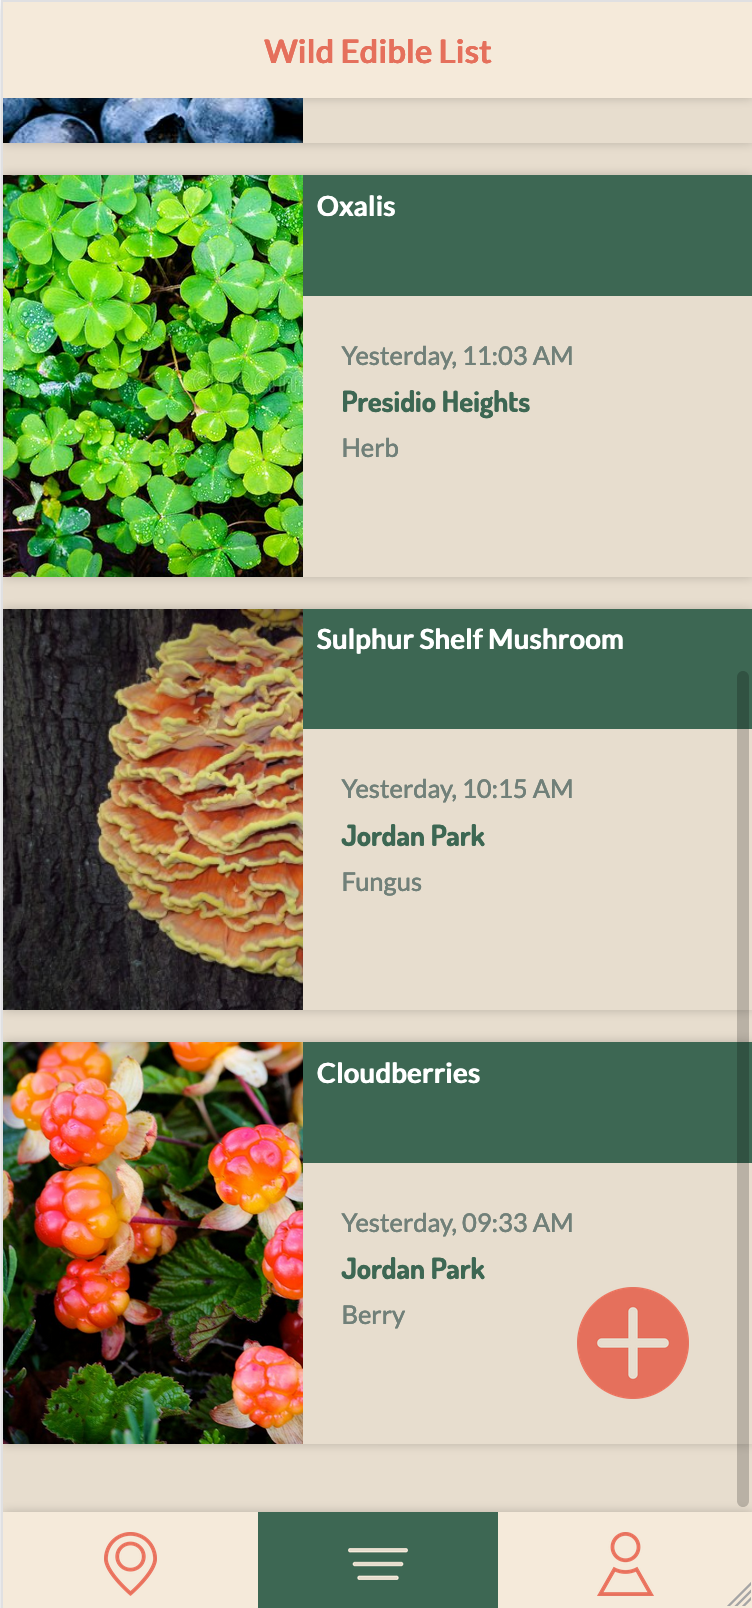 Wild Edible List
Oxalis
Yesterday, 11:03 AM
Presidio Heights
Herb
Sulphur Shelf Mushroom
Yesterday, 10:15 AM
Jordan Park
Fungus
Cloudberries
Yesterday, 09:33 AM
Jordan Park
Berry